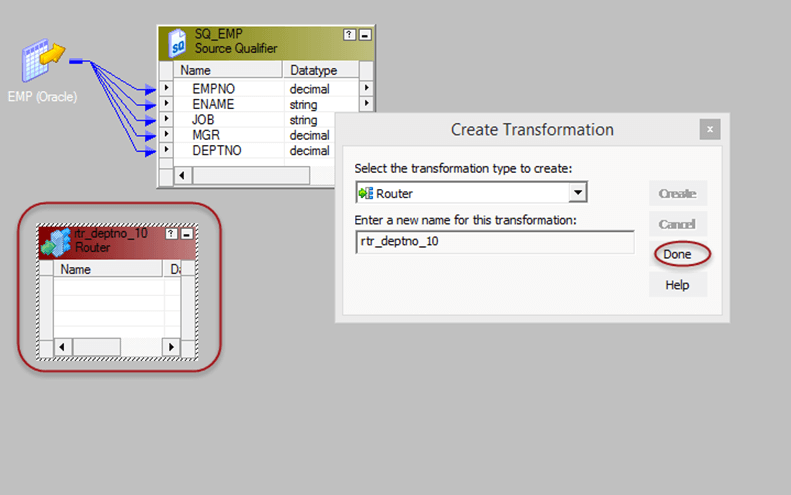 SQ_EMP
Source Qualifier
Name Datatype
EMPNO decimal
ENAME string
JOB string
MGR decimal
DEPTNO decimal
EMP (Oracle)
Create Transformation
Select the transformation type to create:
Router
Enter a new name for this transformation:
rtr_deptno_10
Create
Cancel
Done
Help
rtr_deptno_10
Router
Name Da